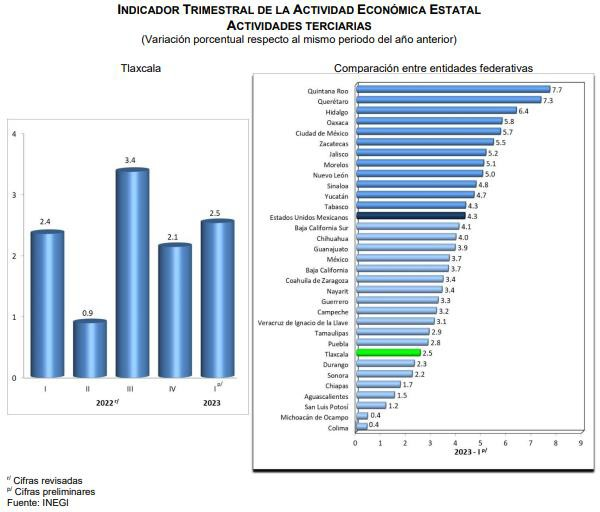 INDICADOR TRIMESTRAL DE LA ACTIVIDAD ECONÓMICA ESTATAL
ACTIVIDADES TERCIARIAS
(Variación porcentual respecto al mismo periodo del año anterior)
Tlaxcala
4
3
2
1
0
2.4
0.9
3.4
2.1
2.5
I
II
III
IV
I p/
2022 r/
2023
Comparación entre entidades federativas
Quintana Roo 7.7
Querétaro 7.3
Hidalgo 6.4
Oaxaca 5.8
Ciudad de México 5.7
Zacatecas 5.5
Jalisco 5.2
Morelos 5.1
Nuevo León 5.0
Sinaloa 4.8
Yucatán 4.7
Tabasco 4.3
Estados Unidos Mexicanos 4.3
Baja California Sur 4.1
Chihuahua 4.0
Guanajuato 3.9
México 3.7
Baja California 3.7
Coahuila de Zaragoza 3.4
Nayarit 3.4
Guerrero 3.3
Campeche 3.2
Veracruz de Ignacio de la Llave 3.1
Tamaulipas 2.9
Puebla 2.8
Tlaxcala 2.5
Durango 2.3
Sonora 2.2
Chiapas 1.7
Aguascalientes 1.5
San Luis Potosí 1.2
Michoacán de Ocampo 0.4
Colima 0.4
0 1 2 3 4 5 6 7 8 9
2023 - I p/
r/ Cifras revisadas
p/ Cifras preliminares
Fuente: INEGI